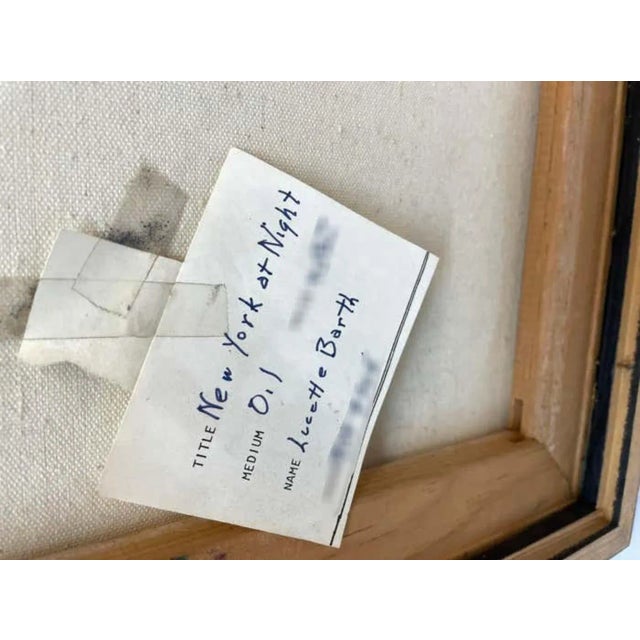 TITLE New York at Night
MEDIUM Oil
NAME Lucette Barth